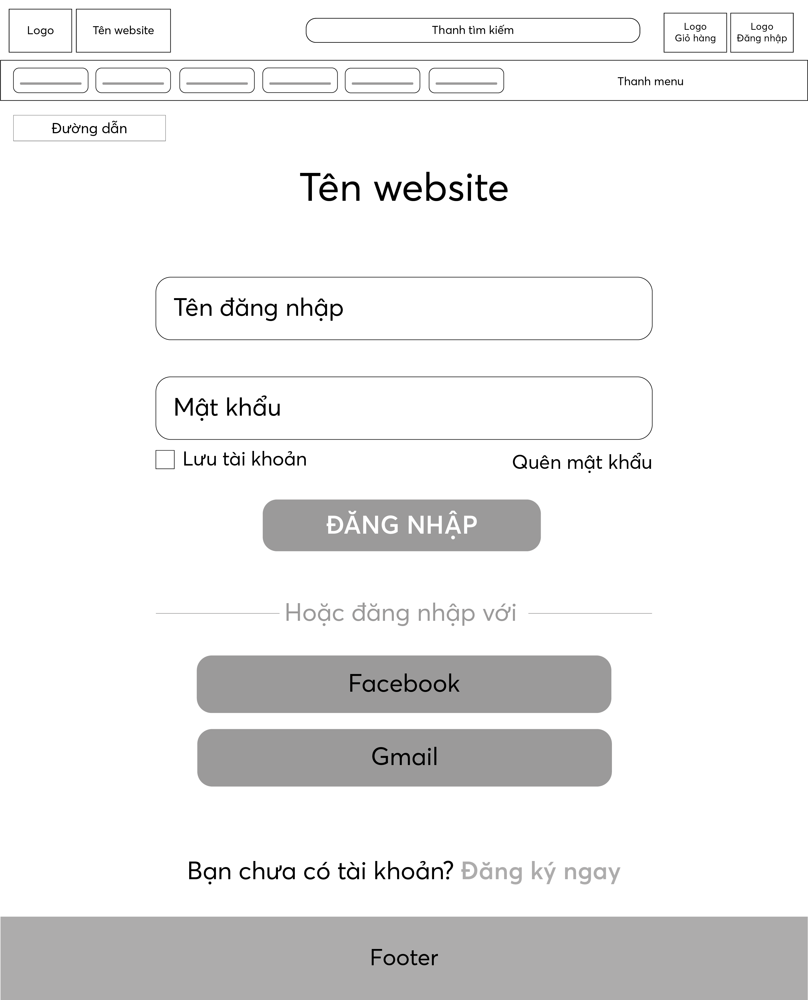 Logo
Tên website
Thanh tìm kiếm
Logo
Giỏ hàng
Logo
Đăng nhập
Thanh menu
Đường dẫn
Tên website
Tên đăng nhập
Mật khẩu
Lưu tài khoản
Quên mật khẩu
ĐĂNG NHẬP
Hoặc đăng nhập với
Facebook
Gmail
Bạn chưa có tài khoản? Đăng ký ngay
Footer